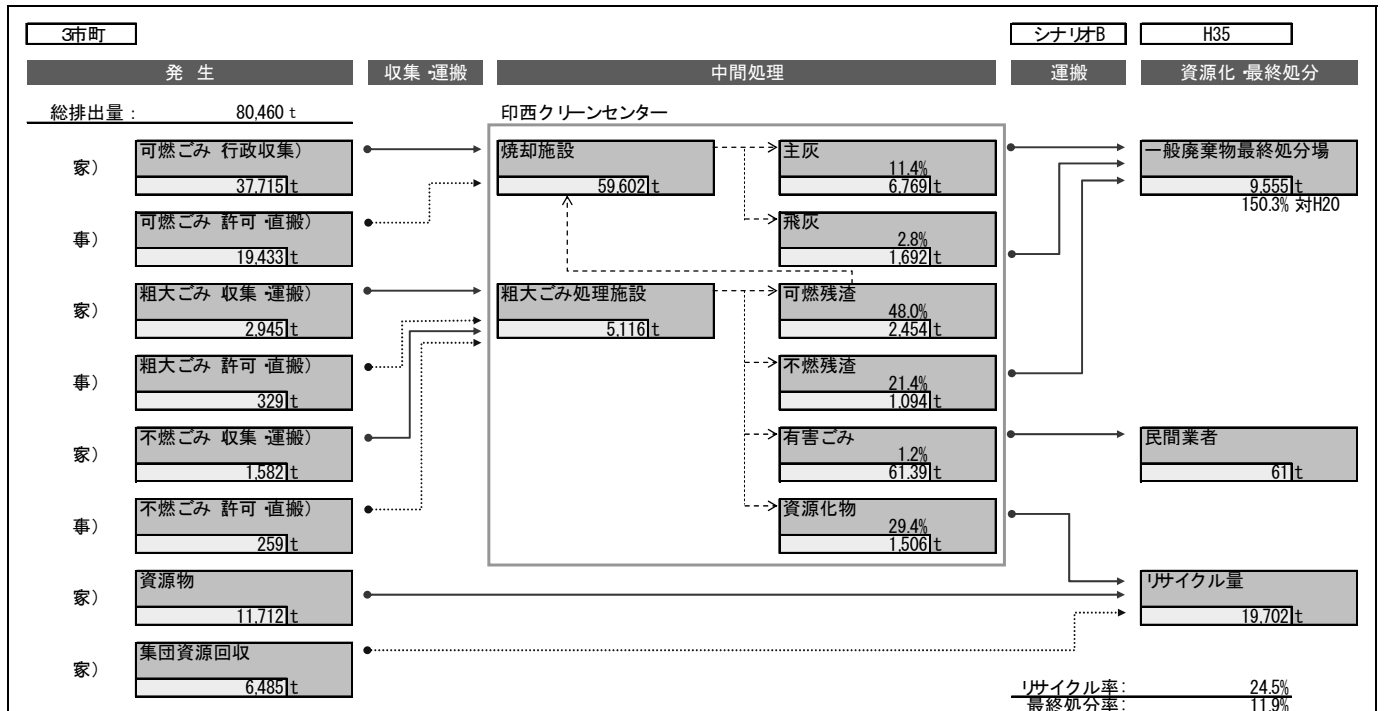 3市町 シナリオB H35
発 生 収集・運搬 中間処理 運搬 資源化・最終処分
総排出量: 80,460 t 印西クリーンセンター
家) 可燃ごみ 行政収集) 焼却施設 主灰 一般廃棄物最終処分場
11.4%
37,715 t 59,602 t 6,769 t 9,555 t
150.3% 対H20
事) 可燃ごみ 許可・直搬) 飛灰
2.8%
19,433 t 1,692 t
家) 粗大ごみ 収集・運搬) 粗大ごみ処理施設 可燃残渣
48.0%
2,945 t 5,116 t 2,454 t
事) 粗大ごみ 許可・直搬) 不燃残渣
21.4%
329 t 1,094 t
家) 不燃ごみ 収集・運搬) 有害ごみ 民間業者
1.2%
1,582 t 61.39 t 61 t
事) 不燃ごみ 許可・直搬) 資源化物
29.4%
259 t 1,506 t
家) 資源物 リサイクル量
11,712 t 19,702 t
家) 集団資源回収
6,485 t
リサイクル率: 24.5%
最終処分率: 11.9%